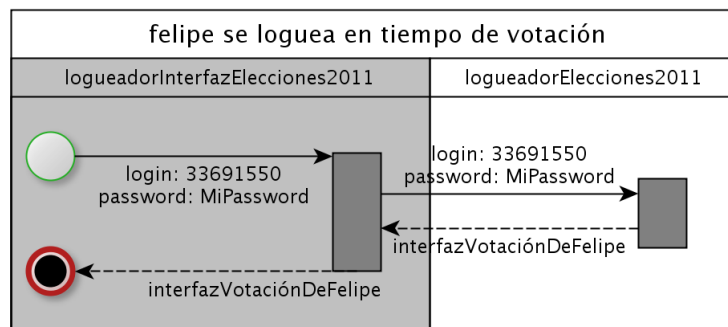 felipe se loguea en tiempo de votación
logueadorInterfazElecciones2011
logueadorElecciones2011
login: 33691550
password: MiPassword
login: 33691550
password: MiPassword
interfazVotaciónDeFelipe
interfazVotaciónDeFelipe